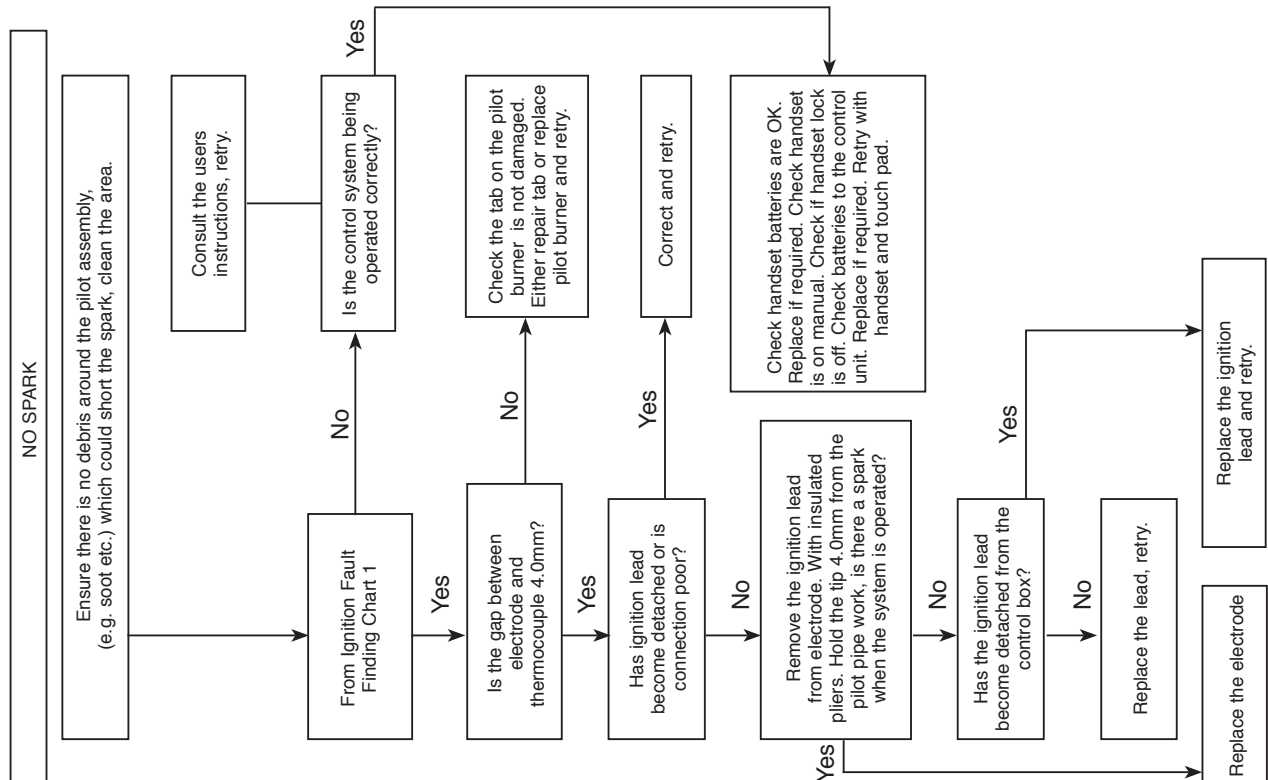 NO SPARK
Ensure there is no debris around the pilot assembly,
(e.g. soot etc.) which could short the spark, clean the area.
Consult the users
instructions, retry.
From Ignition Fault
Finding Chart 1
No
Is the control system being
operated correctly?
Yes
Yes
Is the gap between
electrode and
thermocouple 4.0mm?
No
Check the tab on the pilot
burner is not damaged.
Either repair tab or replace
pilot burner and retry.
Yes
Has ignition lead
become detached or is
connection poor?
Yes
Correct and retry.
No
Remove the ignition lead
from electrode. With insulated
pliers. Hold the tip 4.0mm from the
pilot pipe work, is there a spark
when the system is operated?
Check handset batteries are OK.
Replace if required. Check handset
is on manual. Check if handset lock
is off. Check batteries to the control
unit. Replace if required. Retry with
handset and touch pad.
Yes
No
Has the ignition lead
become detached from the
control box?
Yes
No
Replace the lead, retry.
Replace the electrode
Replace the ignition
lead and retry.